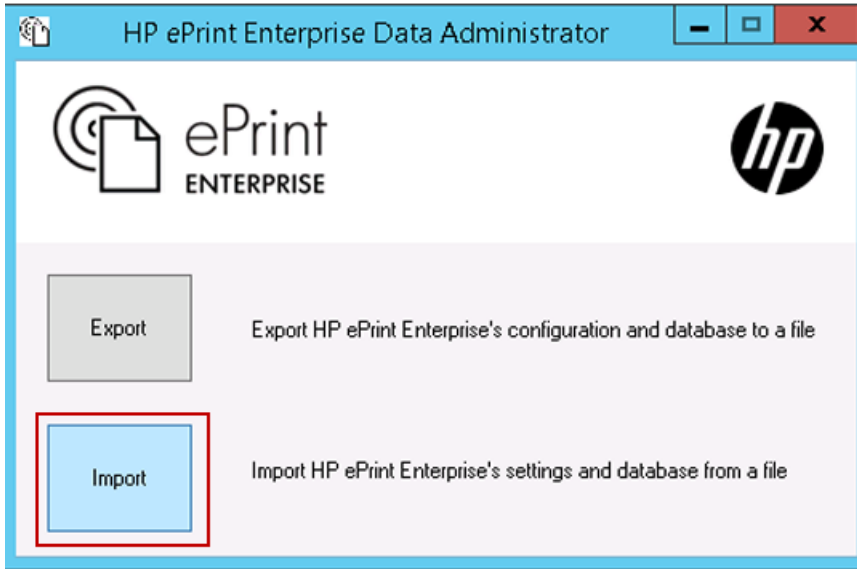 HP ePrint Enterprise Data Administrator
ePrint
ENTERPRISE
hp
Export
Export HP ePrint Enterprise's configuration and database to a file
Import
Import HP ePrint Enterprise's settings and database from a file